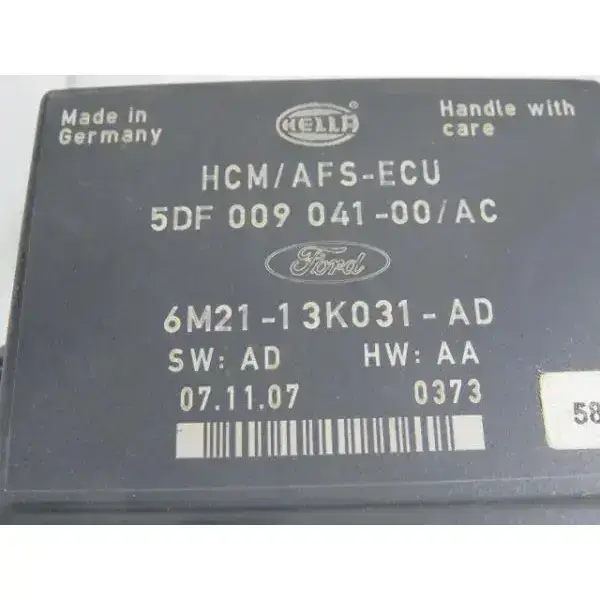 Made in
Germany
HELLA ®
Handle with
care
HCM/AFS-ECU
5DF 009 041-00/AC
Ford
6M21-13K031-AD
SW: AD HW: AA
07.11.07 0373
58